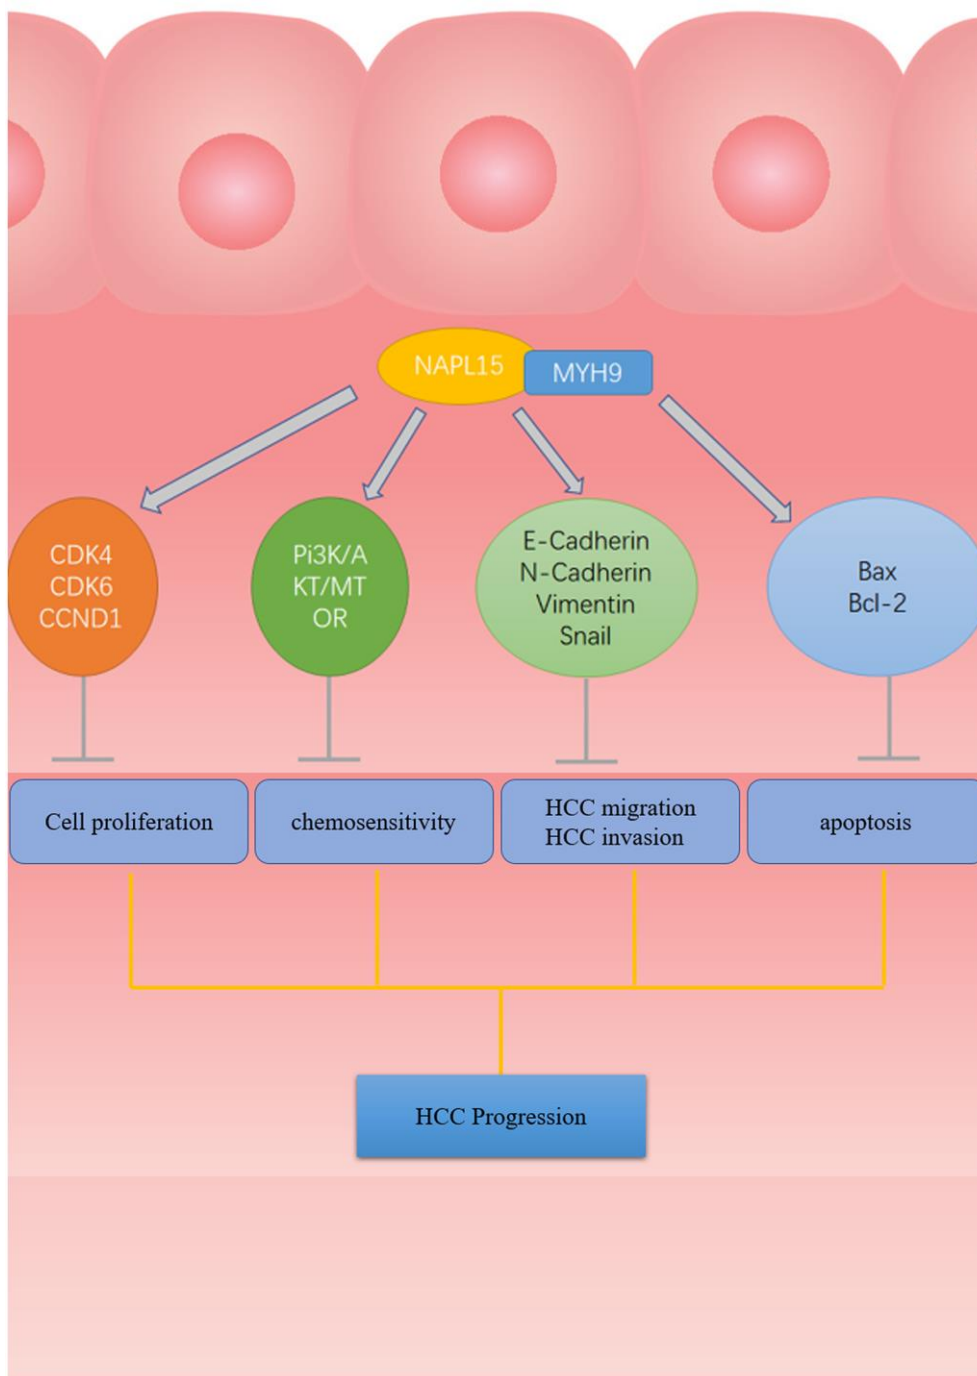 NAPL15
MYH9
CDK4
CDK6
CCND1
Pi3K/A
KT/MT
OR
E-Cadherin
N-Cadherin
Vimentin
Snail
Bax
Bcl-2
Cell proliferation
chemosensitivity
HCC migration
HCC invasion
apoptosis
HCC Progression